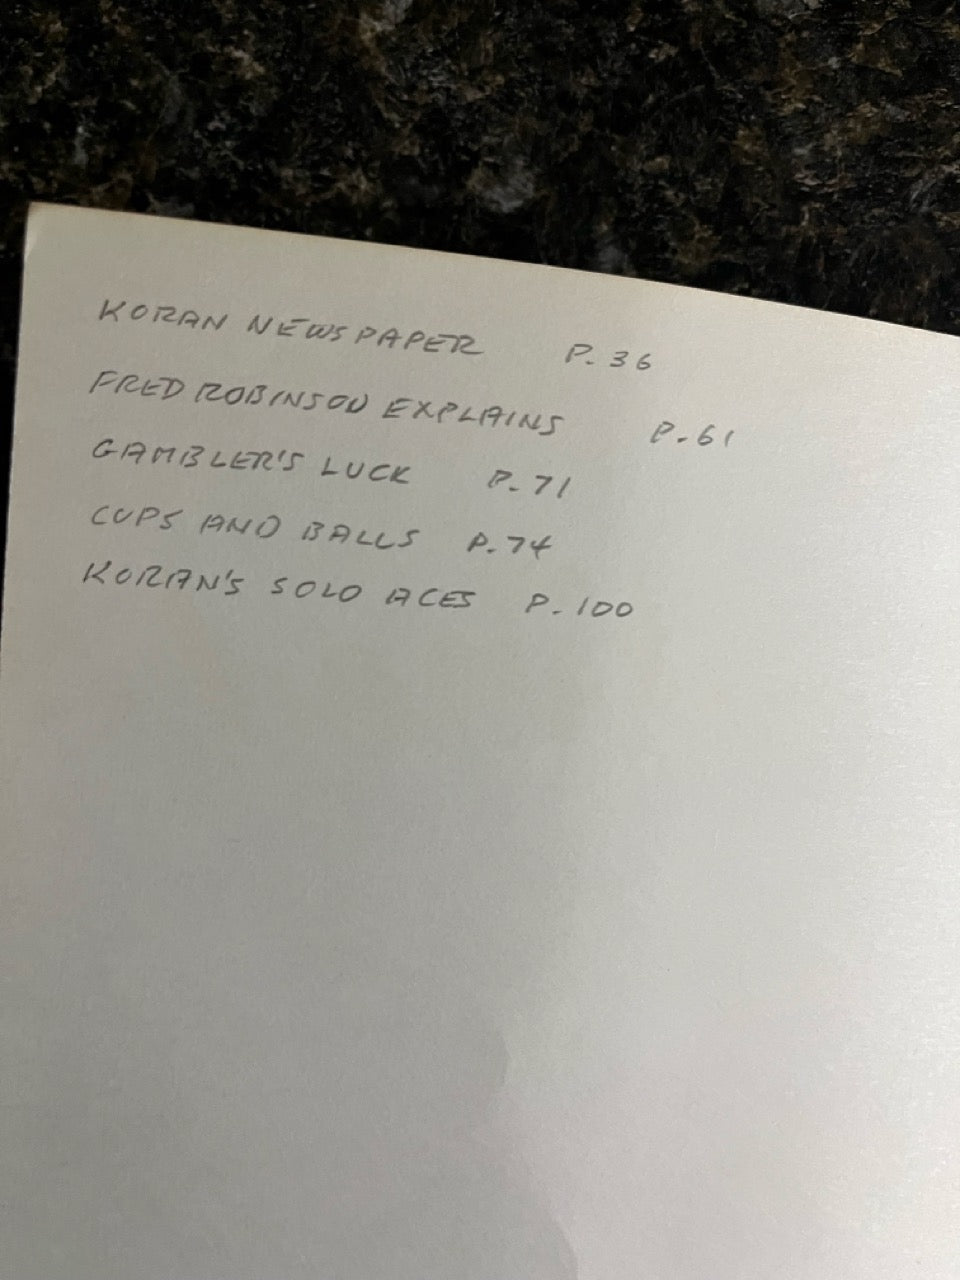 KORAN NEWSPAPER P. 36
FRED ROBINSON EXPLAINS P. 61
GAMBLER'S LUCK P. 71
CUPS AND BALLS P. 74
KORAN'S SOLO ACES P. 100